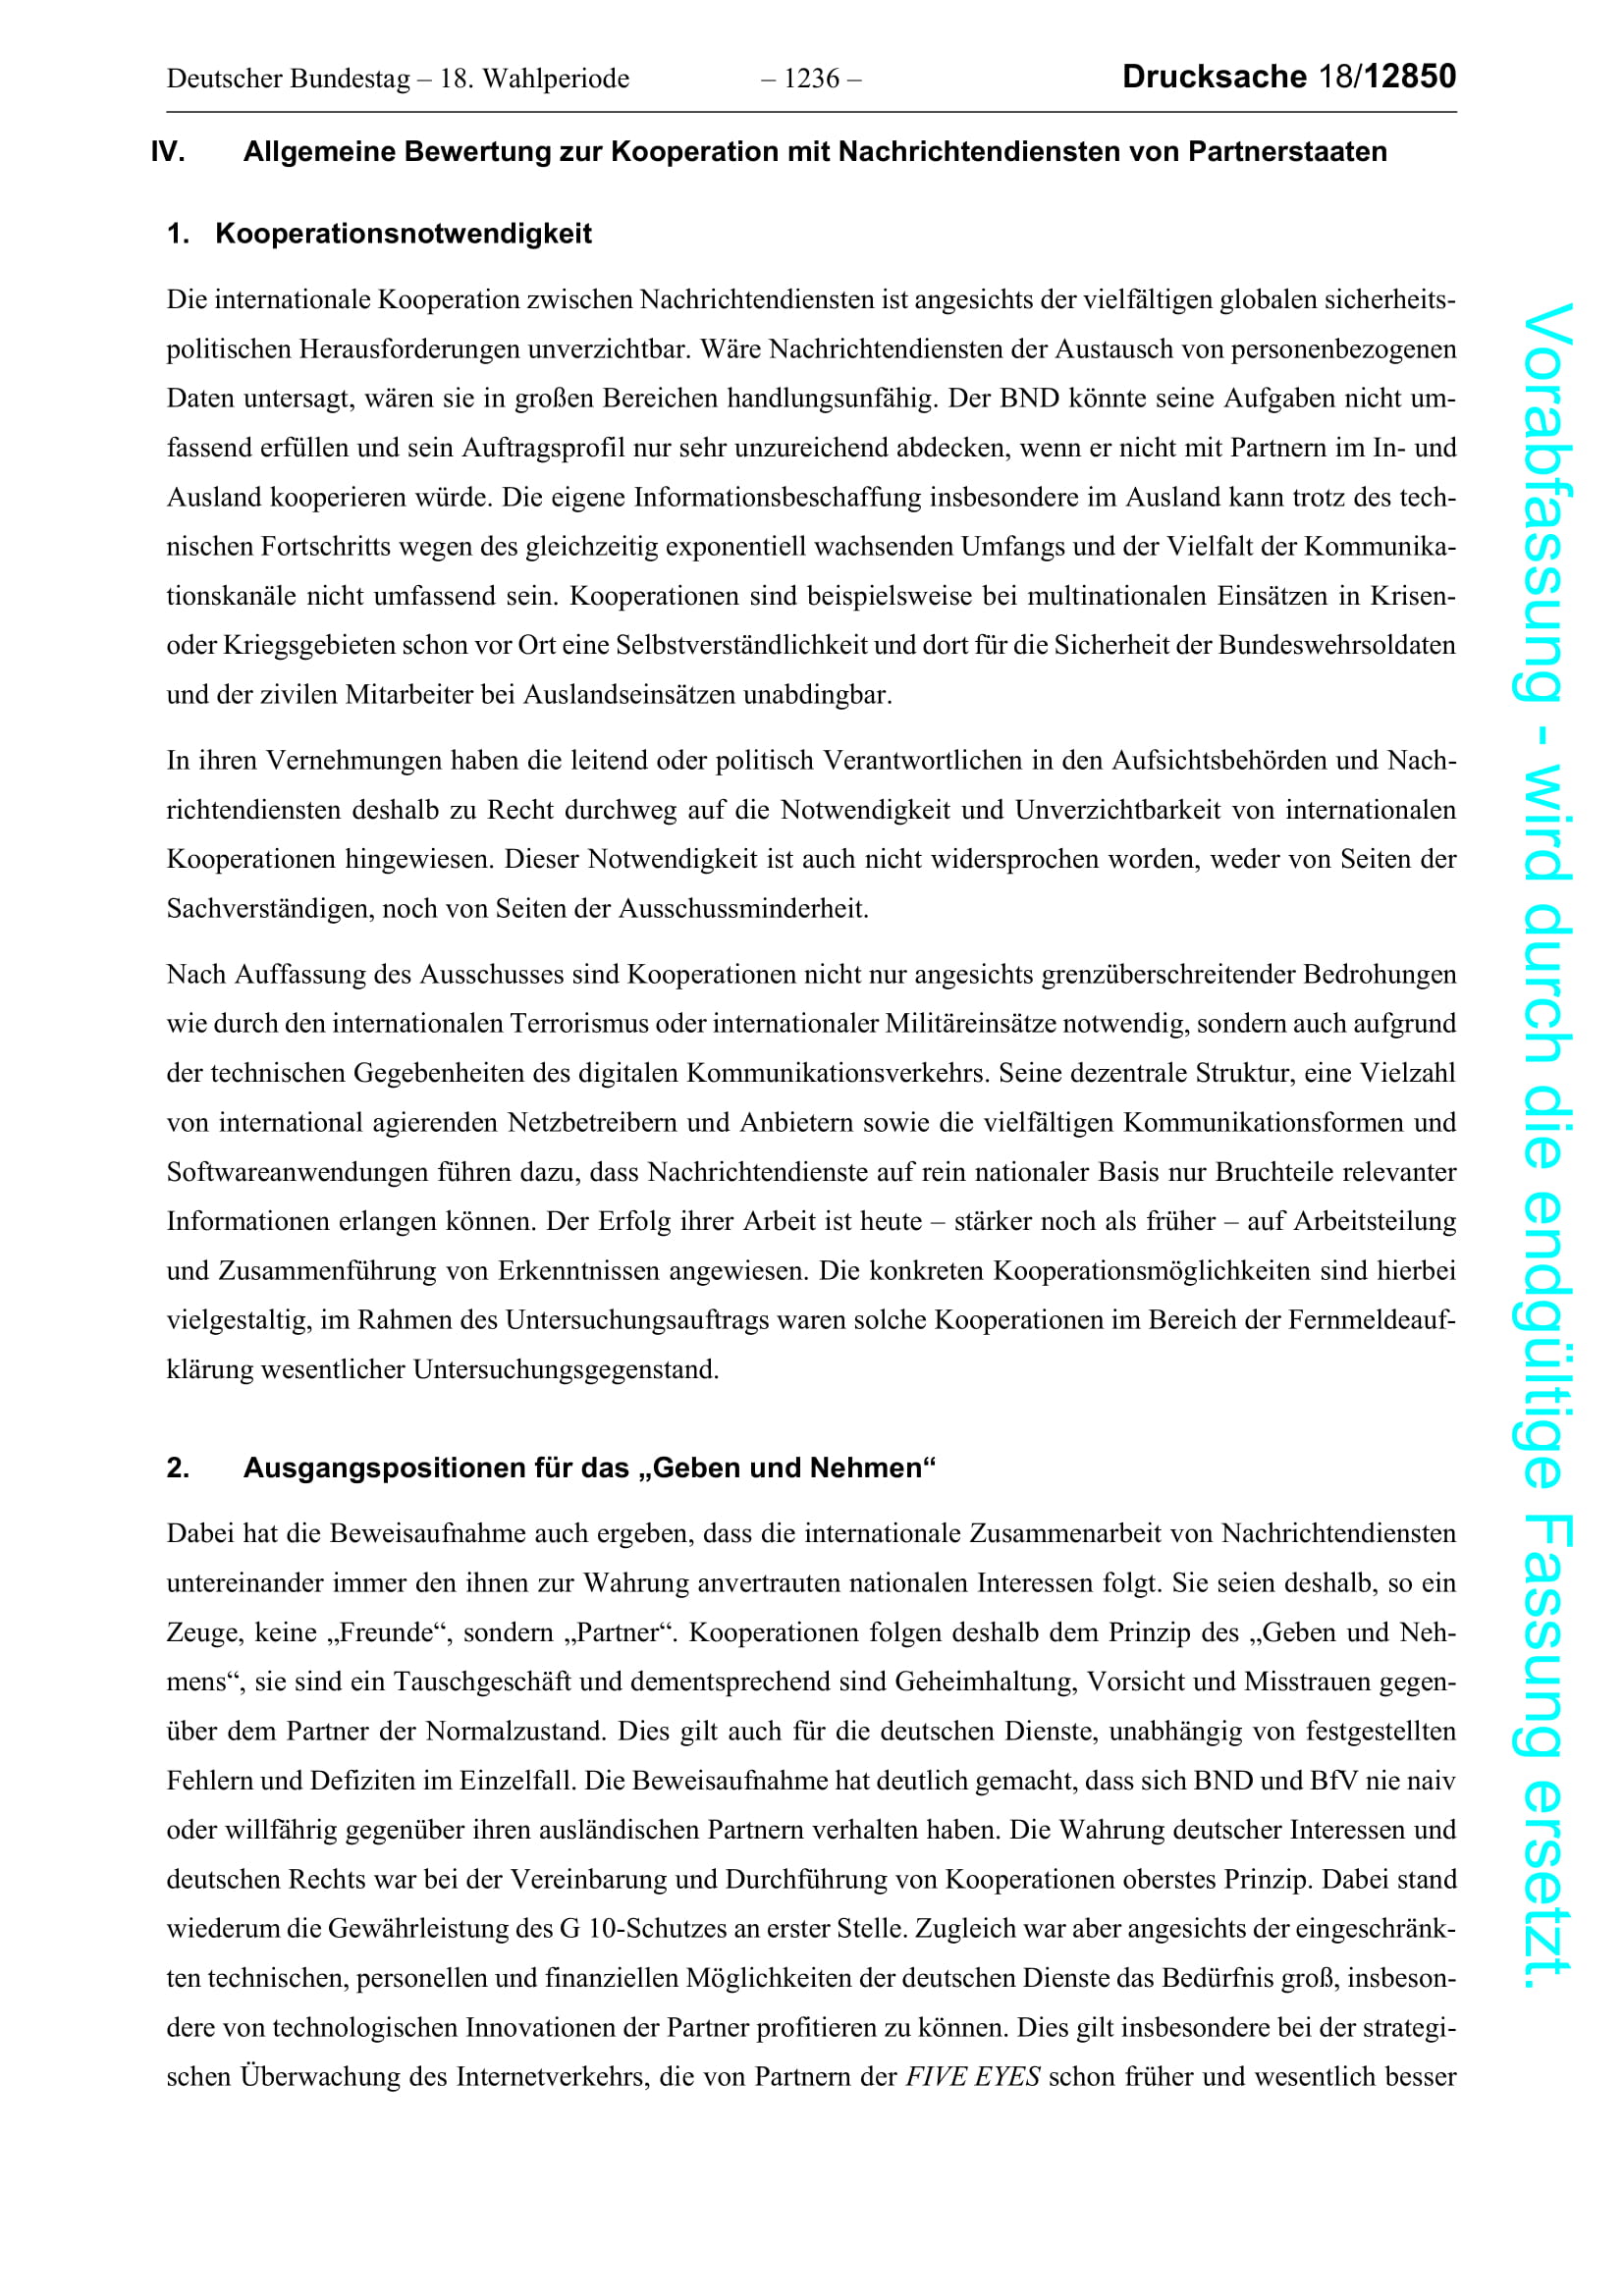 Deutscher Bundestag – 18. Wahlperiode – 1236 – Drucksache 18/12850
IV. Allgemeine Bewertung zur Kooperation mit Nachrichtendiensten von Partnerstaaten
1. Kooperationsnotwendigkeit
Die internationale Kooperation zwischen Nachrichtendiensten ist angesichts der vielfältigen globalen sicherheits-
politischen Herausforderungen unverzichtbar. Wäre Nachrichtendiensten der Austausch von personenbezogenen
Daten untersagt, wären sie in großen Bereichen handlungsunfähig. Der BND könnte seine Aufgaben nicht um-
fassend erfüllen und sein Auftragsprofil nur sehr unzureichend abdecken, wenn er nicht mit Partnern im In- und
Ausland kooperieren würde. Die eigene Informationsbeschaffung insbesondere im Ausland kann trotz des tech-
nischen Fortschritts wegen des gleichzeitig exponentiell wachsenden Umfangs und der Vielfalt der Kommunika-
tionskanäle nicht umfassend sein. Kooperationen sind beispielsweise bei multinationalen Einsätzen in Krisen-
oder Kriegsgebieten schon vor Ort eine Selbstverständlichkeit und dort für die Sicherheit der Bundeswehrsoldaten
und der zivilen Mitarbeiter bei Auslandseinsätzen unabdingbar.
In ihren Vernehmungen haben die leitend oder politisch Verantwortlichen in den Aufsichtsbehörden und Nach-
richtendiensten deshalb zu Recht durchweg auf die Notwendigkeit und Unverzichtbarkeit von internationalen
Kooperationen hingewiesen. Dieser Notwendigkeit ist auch nicht widersprochen worden, weder von Seiten der
Sachverständigen, noch von Seiten der Ausschussminderheit.
Nach Auffassung des Ausschusses sind Kooperationen nicht nur angesichts grenzüberschreitender Bedrohungen
wie durch den internationalen Terrorismus oder internationaler Militäreinsätze notwendig, sondern auch aufgrund
der technischen Gegebenheiten des digitalen Kommunikationsverkehrs. Seine dezentrale Struktur, eine Vielzahl
von international agierenden Netzbetreibern und Anbietern sowie die vielfältigen Kommunikationsformen und
Softwareanwendungen führen dazu, dass Nachrichtendienste auf rein nationaler Basis nur Bruchteile relevanter
Informationen erlangen können. Der Erfolg ihrer Arbeit ist heute – stärker noch als früher – auf Arbeitsteilung
und Zusammenführung von Erkenntnissen angewiesen. Die konkreten Kooperationsmöglichkeiten sind hierbei
vielgestaltig, im Rahmen des Untersuchungsauftrags waren solche Kooperationen im Bereich der Fernmeldeauf-
klärung wesentlicher Untersuchungsgegenstand.
2. Ausgangspositionen für das „Geben und Nehmen“
Dabei hat die Beweisaufnahme auch ergeben, dass die internationale Zusammenarbeit von Nachrichtendiensten
untereinander immer den ihnen zur Wahrung anvertrauten nationalen Interessen folgt. Sie seien deshalb, so ein
Zeuge, keine „Freunde“, sondern „Partner“. Kooperationen folgen deshalb dem Prinzip des „Geben und Neh-
mens“, sie sind ein Tauschgeschäft und dementsprechend sind Geheimhaltung, Vorsicht und Misstrauen gegen-
über dem Partner der Normalzustand. Dies gilt auch für die deutschen Dienste, unabhängig von festgestellten
Fehlern und Defiziten im Einzelfall. Die Beweisaufnahme hat deutlich gemacht, dass sich BND und BfV nie naiv
oder willfährig gegenüber ihren ausländischen Partnern verhalten haben. Die Wahrung deutscher Interessen und
deutschen Rechts war bei der Vereinbarung und Durchführung von Kooperationen oberstes Prinzip. Dabei stand
wiederum die Gewährleistung des G 10-Schutzes an erster Stelle. Zugleich war aber angesichts der eingeschränk-
ten technischen, personellen und finanziellen Möglichkeiten der deutschen Dienste das Bedürfnis groß, insbeson-
dere von technologischen Innovationen der Partner profitieren zu können. Dies gilt insbesondere bei der strategi-
schen Überwachung des Internetverkehrs, die von Partnern der FIVE EYES schon früher und wesentlich besser
Vorabfassung - wird durch die endgültige Fassung ersetzt.